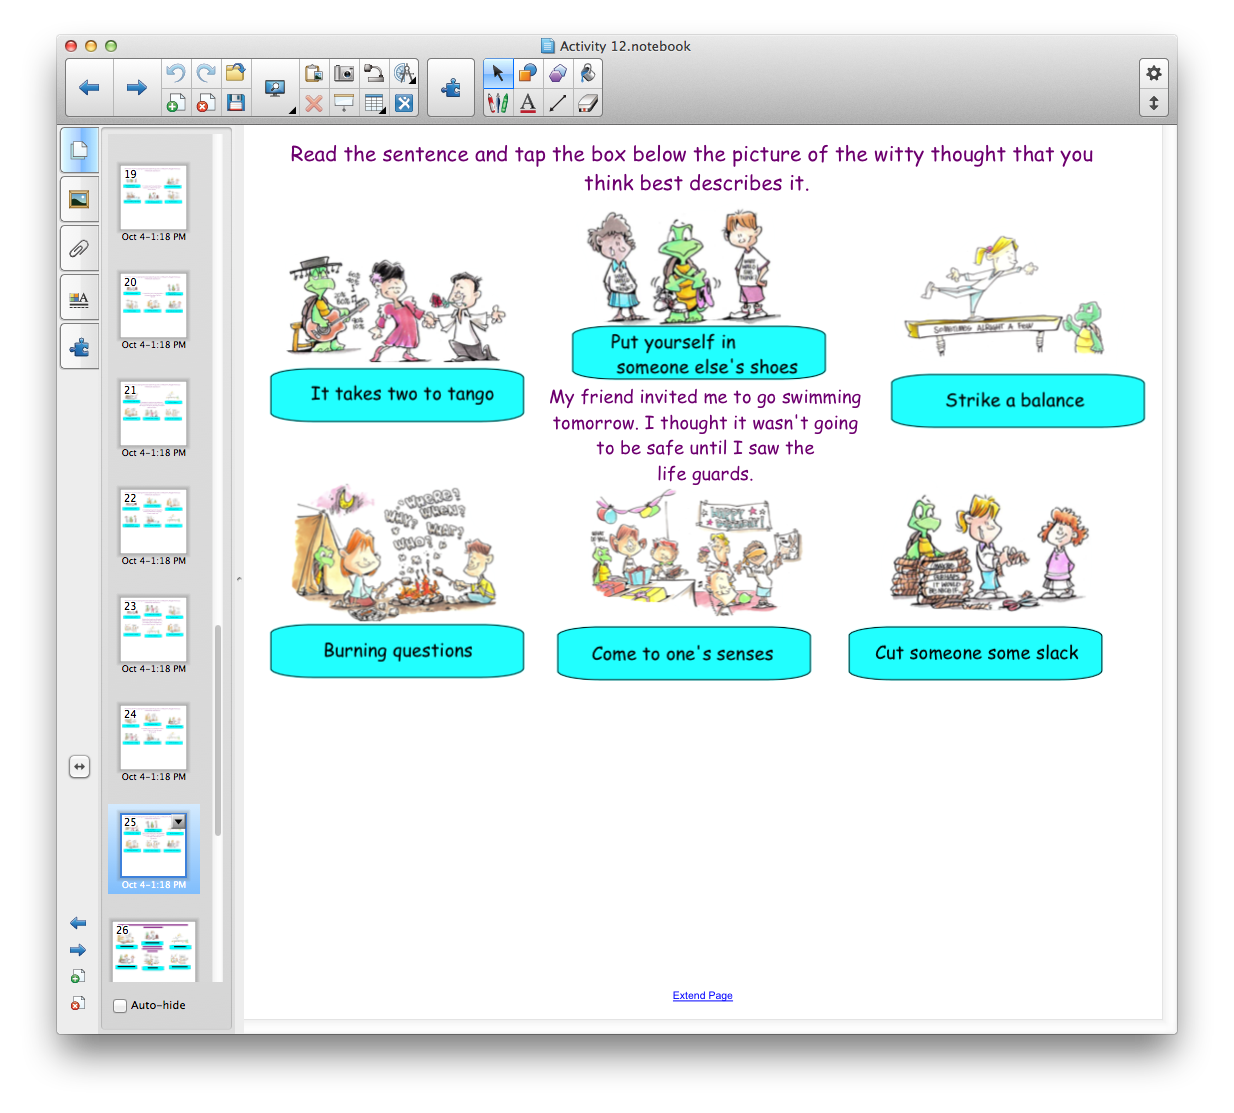 Activity 12.notebook
Read the sentence and tap the box below the picture of the witty thought that you
think best describes it.
It takes two to tango
Put yourself in
someone else's shoes
Strike a balance
My friend invited me to go swimming
tomorrow. I thought it wasn't going
to be safe until I saw the
life guards.
WHERE?
WHEN?
WHY?
WHAT?
WHO?
Burning questions
Come to one's senses
Cut someone some slack
Extend Page
19
Oct 4-1:18 PM
20
Oct 4-1:18 PM
21
Oct 4-1:18 PM
22
Oct 4-1:18 PM
23
Oct 4-1:18 PM
24
Oct 4-1:18 PM
25
Oct 4-1:18 PM
26
Auto-hide